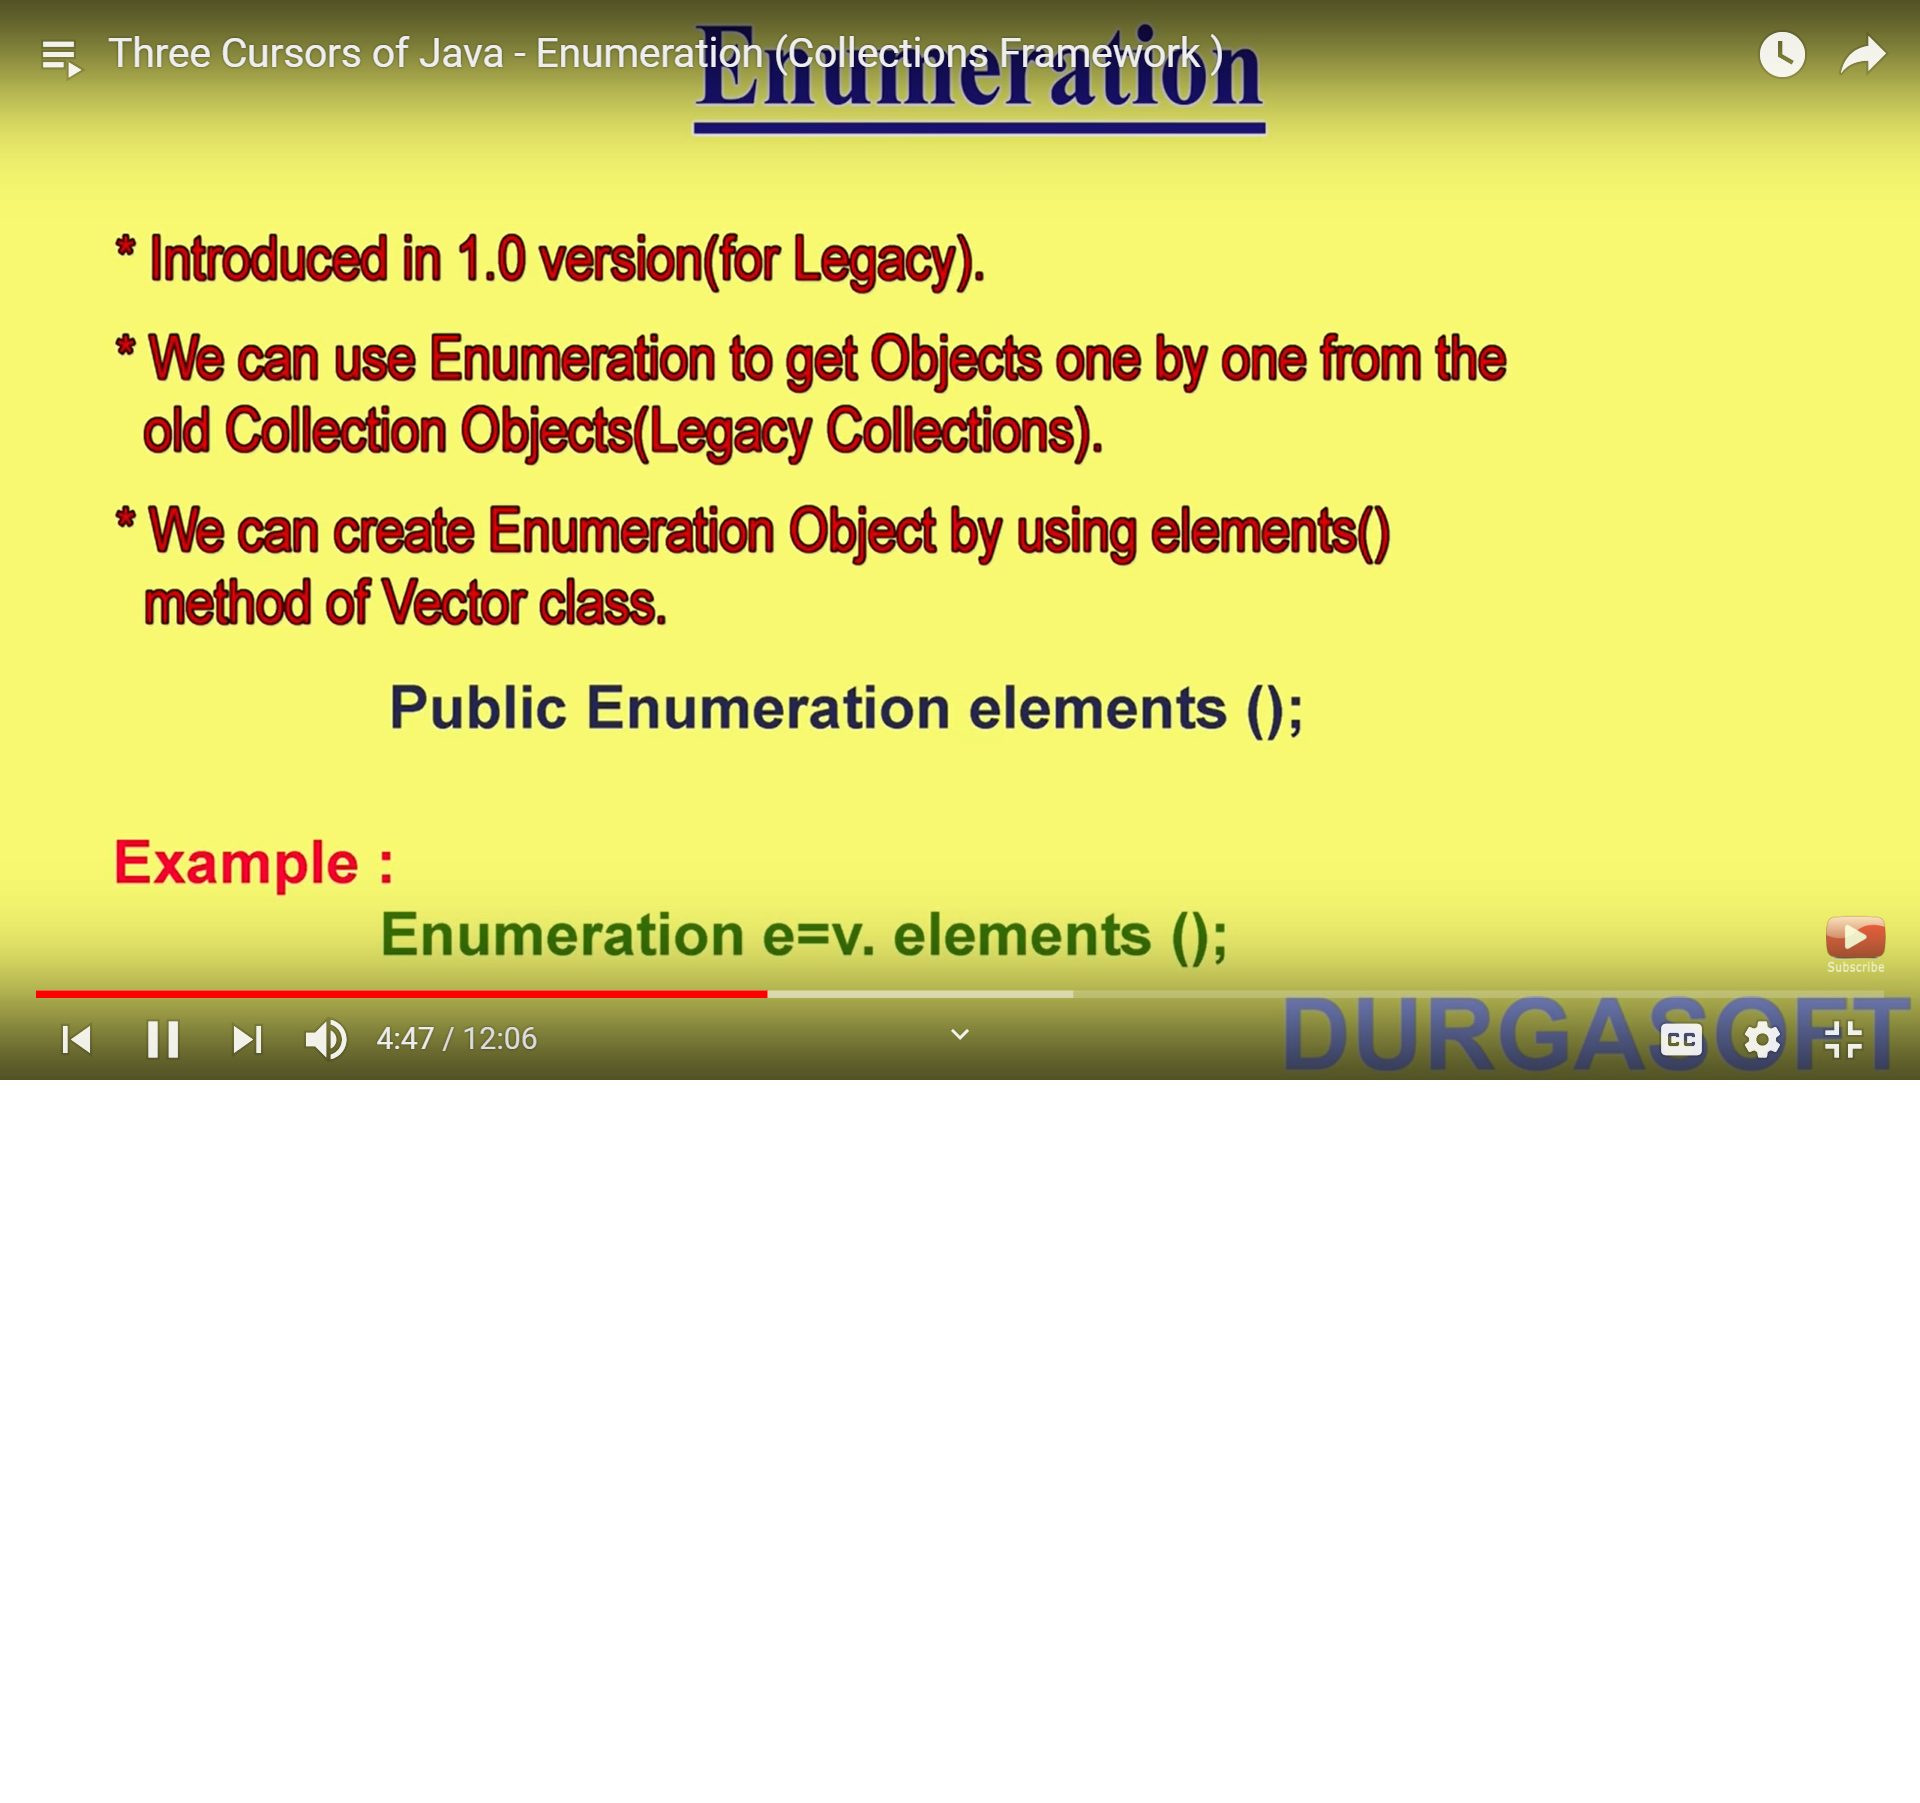 Three Cursors of Java - Enumeration (Collections Framework )
Enumeration
* Introduced in 1.0 version(for Legacy).
* We can use Enumeration to get Objects one by one from the
old Collection Objects(Legacy Collections).
* We can create Enumeration Object by using elements()
method of Vector class.
Public Enumeration elements ();
Example :
Enumeration e=v. elements ();
Subscribe
4:47 / 12:06
CC
DURGASOFT